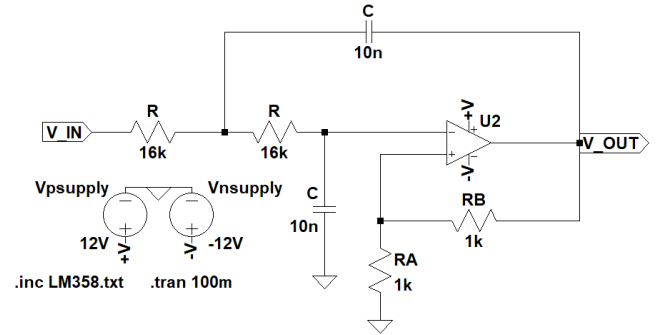 C
10n
R
R
V_IN
16k
16k
+V
U2
−
+
+
−
-V
V_OUT
C
10n
RB
1k
RA
1k
Vpsupply
Vnsupply
−
−
+
+
12V
-12V
+V
-V
.inc LM358.txt
.tran 100m